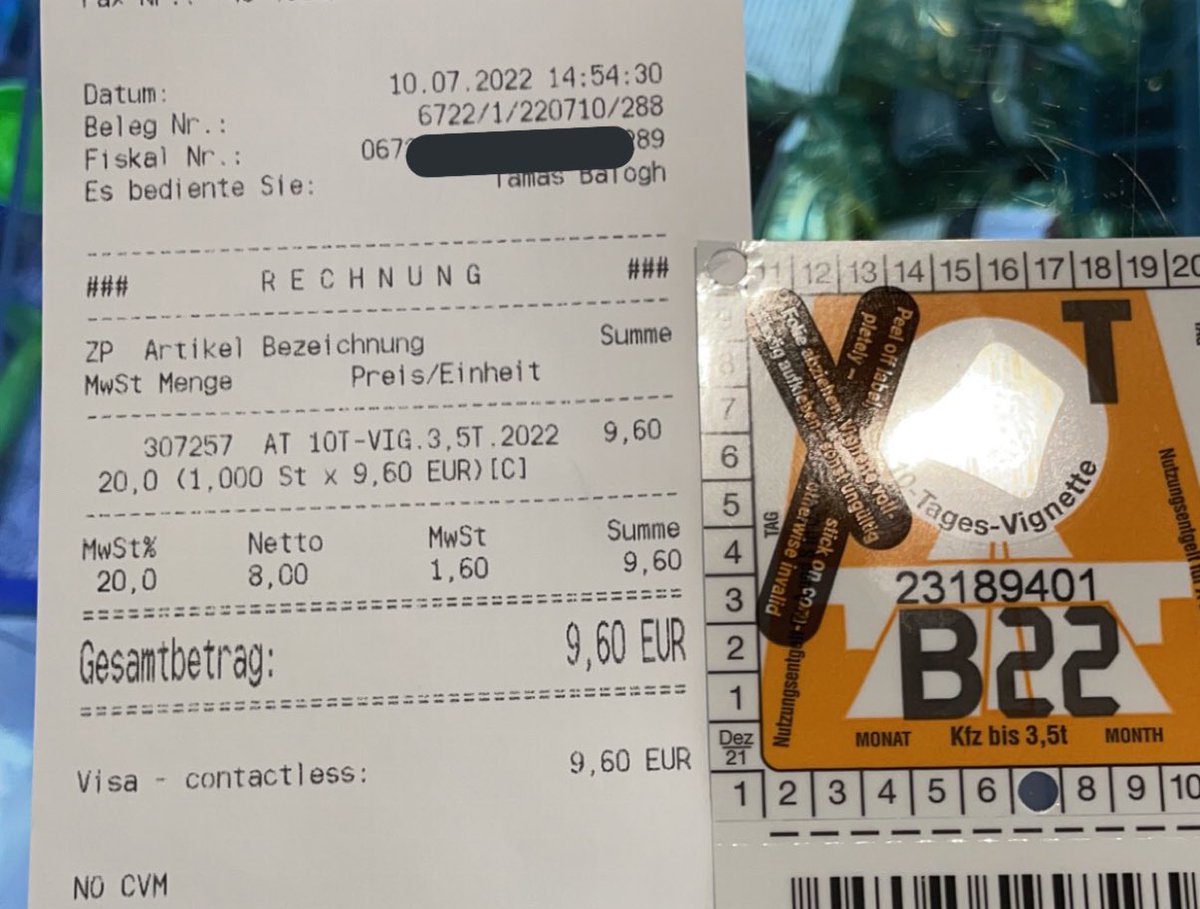 Datum: 10.07.2022 14:54:30
Beleg Nr.: 6722/1/220710/288
Fiskal Nr.: 067 289
Es bediente Sie: Tamas Balogh
### R E C H N U N G ###
ZP Artikel Bezeichnung Summe
MwSt Menge Preis/Einheit
307257 AT 10T-VIG.3,5T.2022 9,60
20,0 (1,000 St x 9,60 EUR)[C]
MwSt% Netto MwSt Summe
20,0 8,00 1,60 9,60
Gesamtbetrag: 9,60 EUR
Visa - contactless: 9,60 EUR
NO CVM
11 12 13 14 15 16 17 18 19 20
T
8
7
6
5
4
3
2
1
Dez
21
TAG
Peel off label
pletely -
stick on
otherwise invalid
10-Tages-Vignette
23189401
B22
MONAT Kfz bis 3,5t MONTH
1 2 3 4 5 6 8 9 10